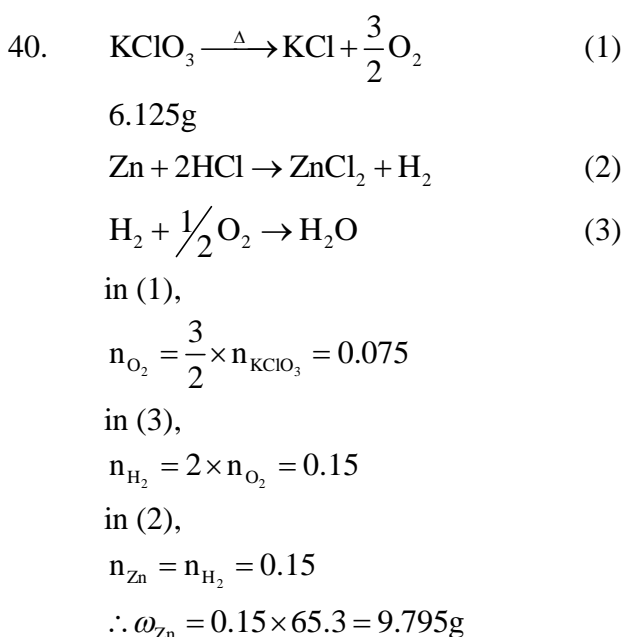 40. KClO₃ —Δ→ KCl + 3/2 O₂ (1)
6.125g
Zn + 2HCl → ZnCl₂ + H₂ (2)
H₂ + 1/2 O₂ → H₂O (3)
in (1),
n_O₂ = 3/2 × n_KClO₃ = 0.075
in (3),
n_H₂ = 2 × n_O₂ = 0.15
in (2),
n_Zn = n_H₂ = 0.15
∴ ω_Zn = 0.15 × 65.3 = 9.795g